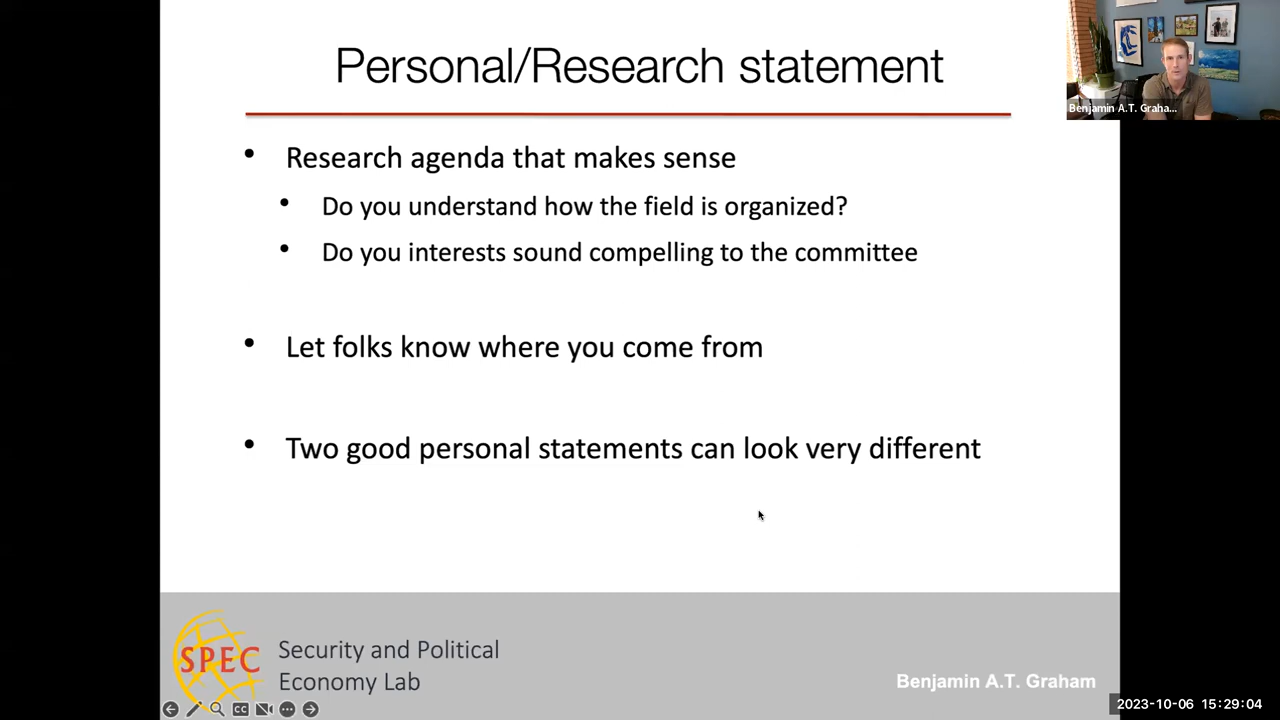 Personal/Research statement
Benjamin A.T. Graha...
• Research agenda that makes sense
• Do you understand how the field is organized?
• Do you interests sound compelling to the committee
• Let folks know where you come from
• Two good personal statements can look very different
SPEC
Security and Political
Economy Lab
Benjamin A.T. Graham
CC
2023-10-06 15:29:04